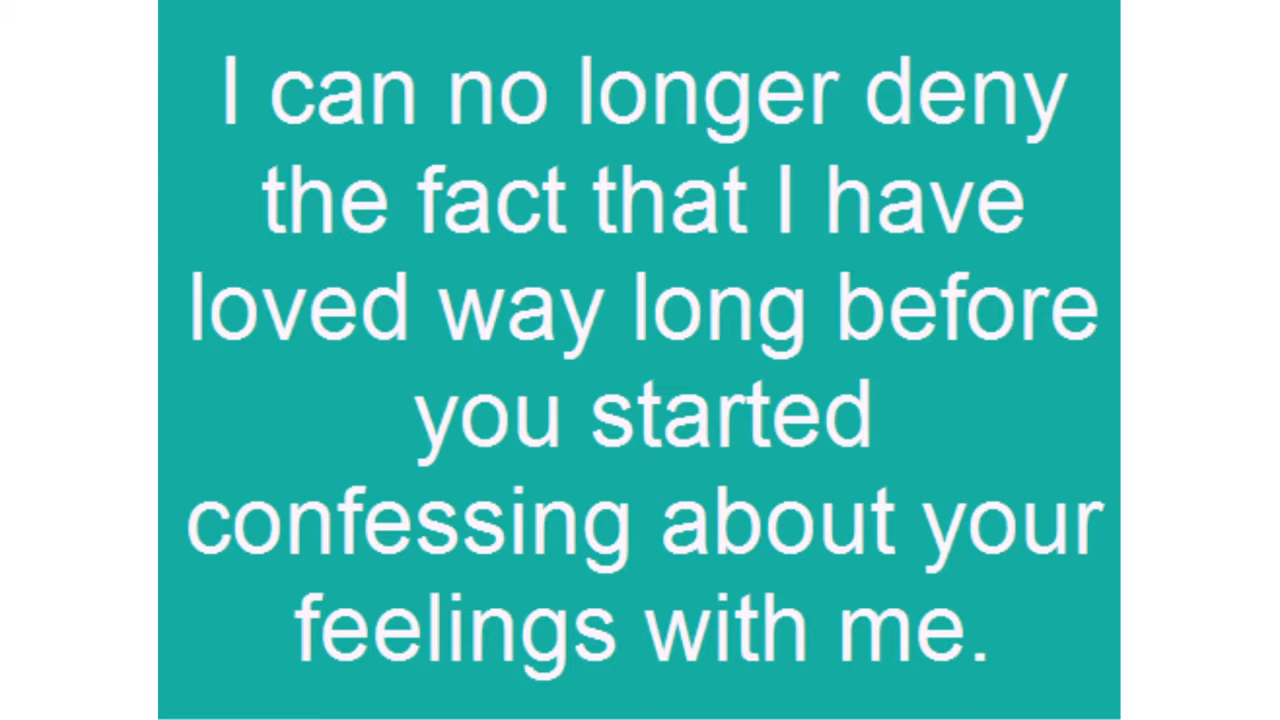 I can no longer deny
the fact that I have
loved way long before
you started
confessing about your
feelings with me.